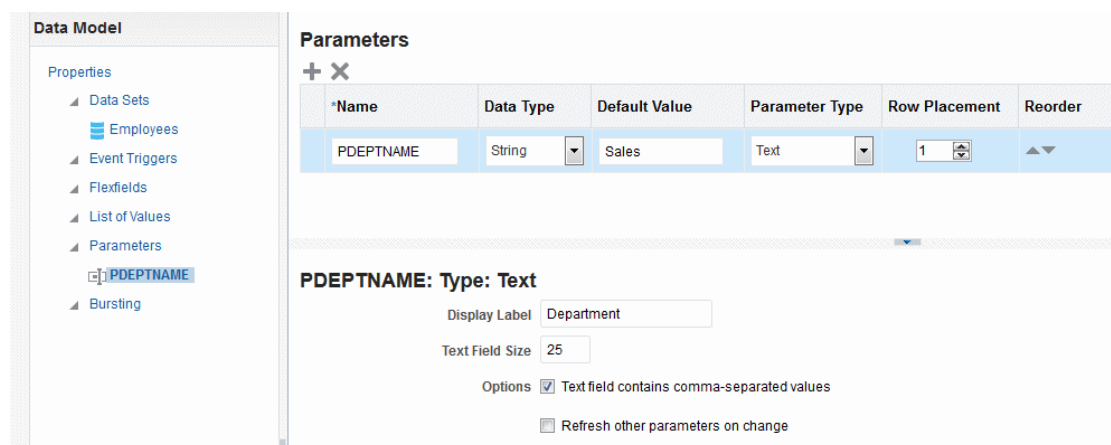 Data Model
Properties
Data Sets
Employees
Event Triggers
Flexfields
List of Values
Parameters
PDEPTNAME
Bursting
Parameters
*Name Data Type Default Value Parameter Type Row Placement Reorder
PDEPTNAME String Sales Text 1
PDEPTNAME: Type: Text
Display Label Department
Text Field Size 25
Options Text field contains comma-separated values
Refresh other parameters on change